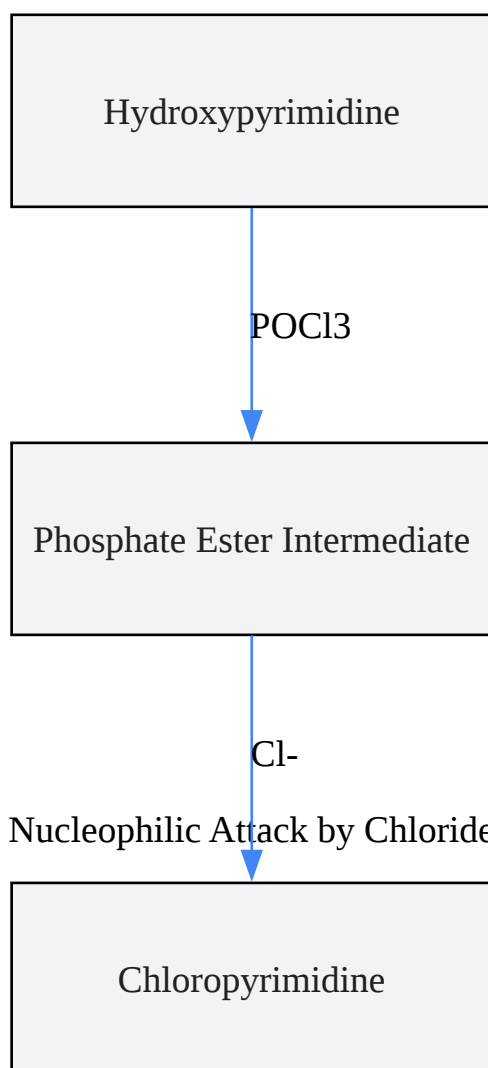 Hydroxypyrimidine
POCl3
Phosphate Ester Intermediate
Cl-
Nucleophilic Attack by Chloride
Chloropyrimidine